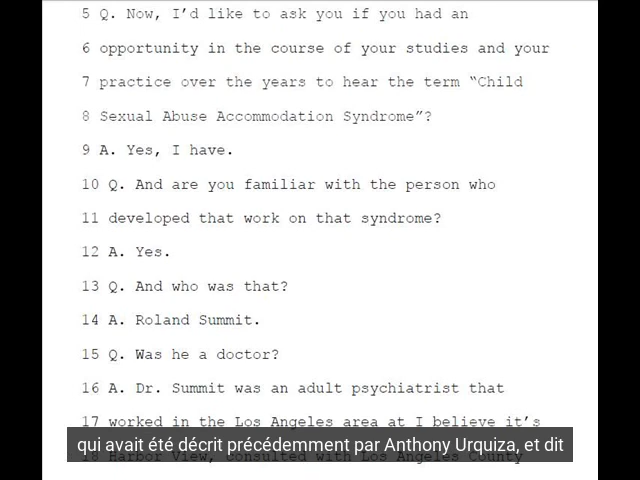 5 Q. Now, I’d like to ask you if you had an
6 opportunity in the course of your studies and your
7 practice over the years to hear the term “Child
8 Sexual Abuse Accommodation Syndrome”?
9 A. Yes, I have.
10 Q. And are you familiar with the person who
11 developed that work on that syndrome?
12 A. Yes.
13 Q. And who was that?
14 A. Roland Summit.
15 Q. Was he a doctor?
16 A. Dr. Summit was an adult psychiatrist that
17 worked in the Los Angeles area at I believe it’s
qui avait été décrit précédemment par Anthony Urquiza, et dit
18 Harbor View, consulted with Los Angeles County